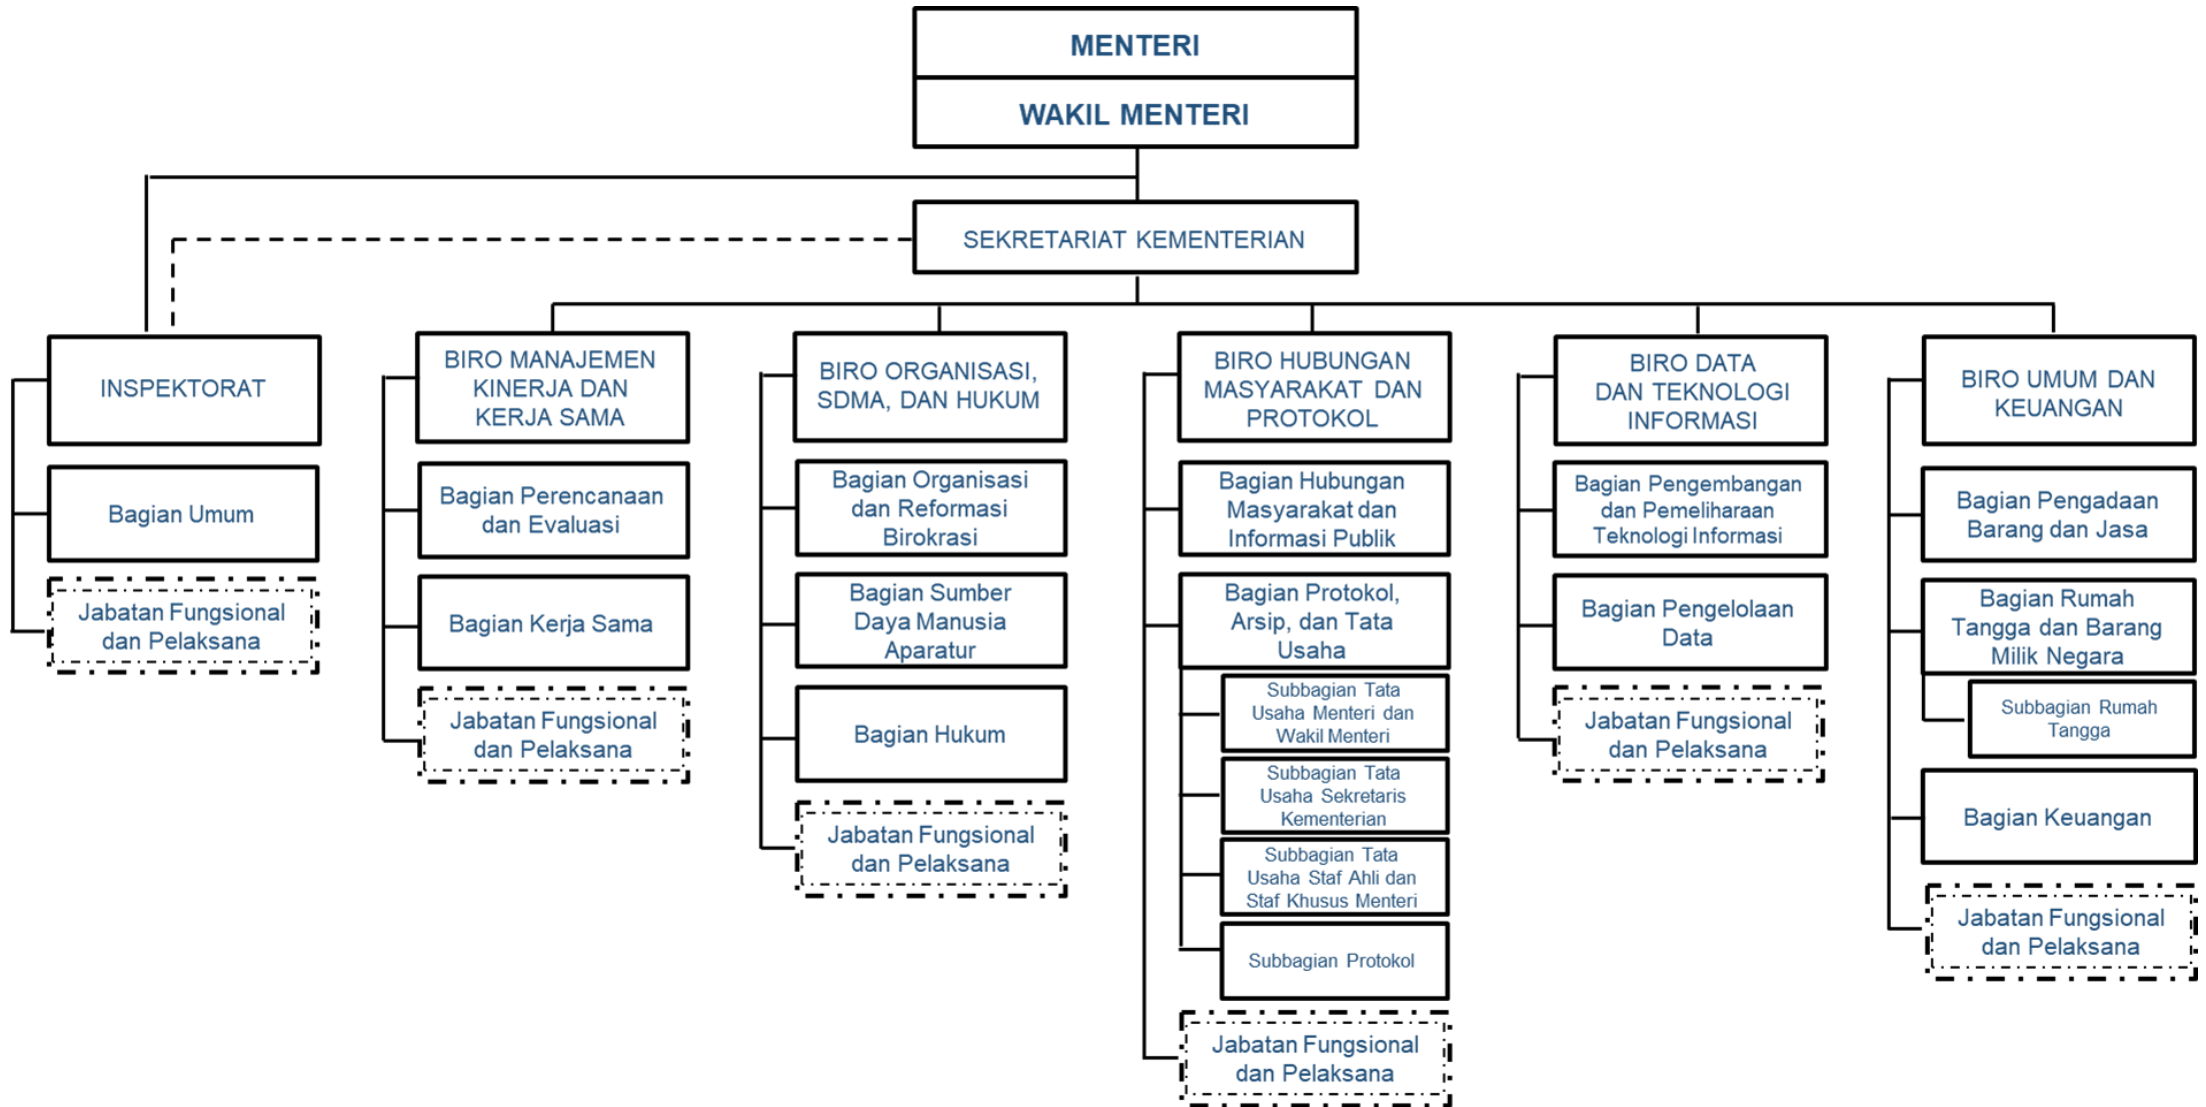 MENTERI
WAKIL MENTERI
SEKRETARIAT KEMENTERIAN
INSPEKTORAT
Bagian Umum
Jabatan Fungsional
dan Pelaksana
BIRO MANAJEMEN
KINERJA DAN
KERJA SAMA
Bagian Perencanaan
dan Evaluasi
Bagian Kerja Sama
Jabatan Fungsional
dan Pelaksana
BIRO ORGANISASI,
SDMA, DAN HUKUM
Bagian Organisasi
dan Reformasi
Birokrasi
Bagian Sumber
Daya Manusia
Aparatur
Bagian Hukum
Jabatan Fungsional
dan Pelaksana
BIRO HUBUNGAN
MASYARAKAT DAN
PROTOKOL
Bagian Hubungan
Masyarakat dan
Informasi Publik
Bagian Protokol,
Arsip, dan Tata
Usaha
Subbagian Tata
Usaha Menteri dan
Wakil Menteri
Subbagian Tata
Usaha Sekretaris
Kementerian
Subbagian Tata
Usaha Staf Ahli dan
Staf Khusus Menteri
Subbagian Protokol
Jabatan Fungsional
dan Pelaksana
BIRO DATA
DAN TEKNOLOGI
INFORMASI
Bagian Pengembangan
dan Pemeliharaan
Teknologi Informasi
Bagian Pengelolaan
Data
Jabatan Fungsional
dan Pelaksana
BIRO UMUM DAN
KEUANGAN
Bagian Pengadaan
Barang dan Jasa
Bagian Rumah
Tangga dan Barang
Milik Negara
Subbagian Rumah
Tangga
Bagian Keuangan
Jabatan Fungsional
dan Pelaksana